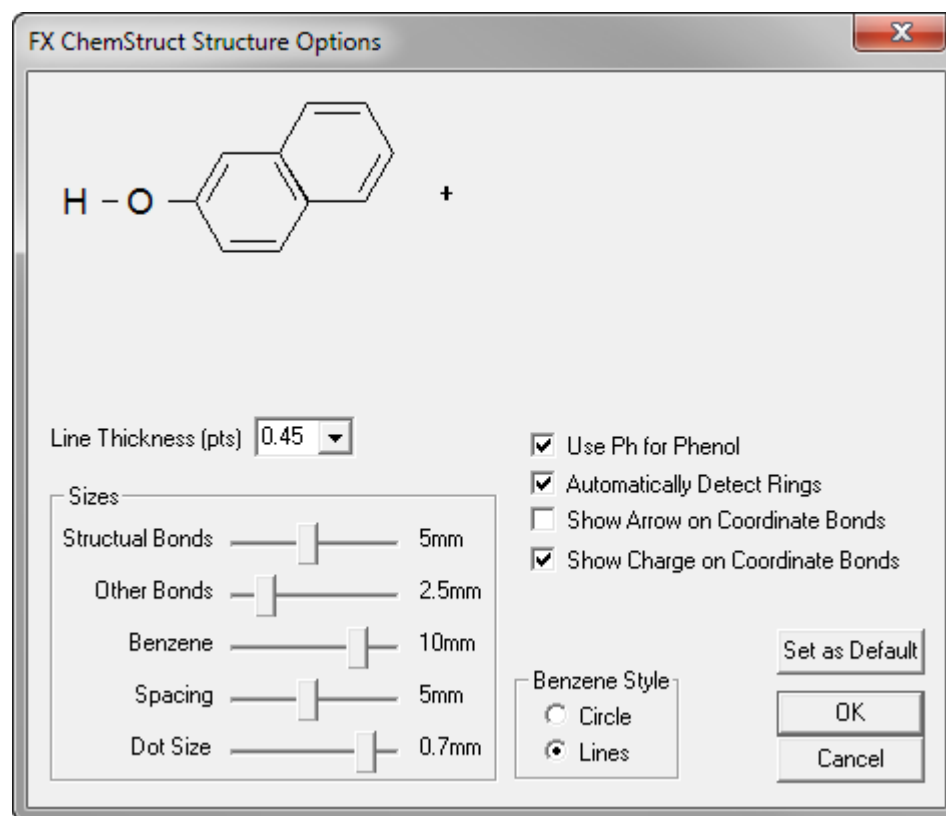 FX ChemStruct Structure Options
H - O +
Line Thickness (pts) 0.45
Use Ph for Phenol
Automatically Detect Rings
Show Arrow on Coordinate Bonds
Show Charge on Coordinate Bonds
Sizes
Structual Bonds 5mm
Other Bonds 2.5mm
Benzene 10mm
Spacing 5mm
Dot Size 0.7mm
Benzene Style
Circle
Lines
Set as Default
OK
Cancel